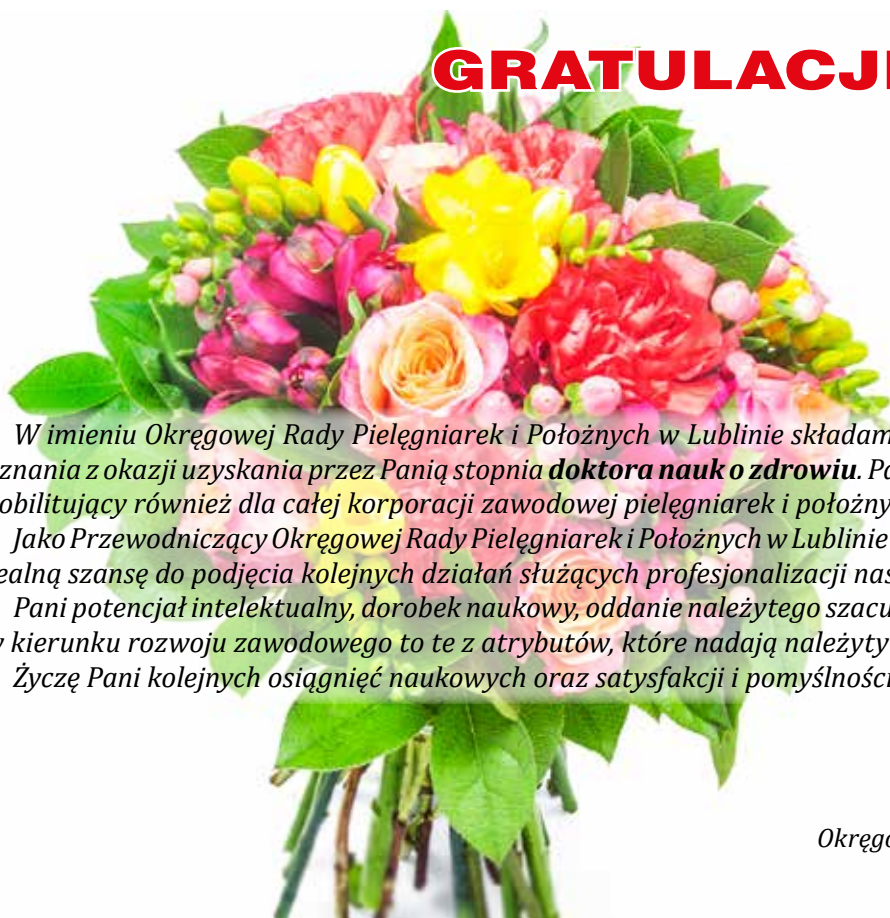 GRATULACJE
W imieniu Okręgowej Rady Pielęgniarek i Położnych w Lublinie składam
znania z okazji uzyskania przez Panią stopnia doktora nauk o zdrowiu. Pa
obilitujący również dla całej korporacji zawodowej pielęgniarek i położny
Jako Przewodniczący Okręgowej Rady Pielęgniarek i Położnych w Lublinie
ealną szansę do podjęcia kolejnych działań służących profesjonalizacji nas
Pani potencjał intelektualny, dorobek naukowy, oddanie należytego szacu
w kierunku rozwoju zawodowego to te z atrybutów, które nadają należyty
Życzę Pani kolejnych osiągnięć naukowych oraz satysfakcji i pomyślności
Okręgo